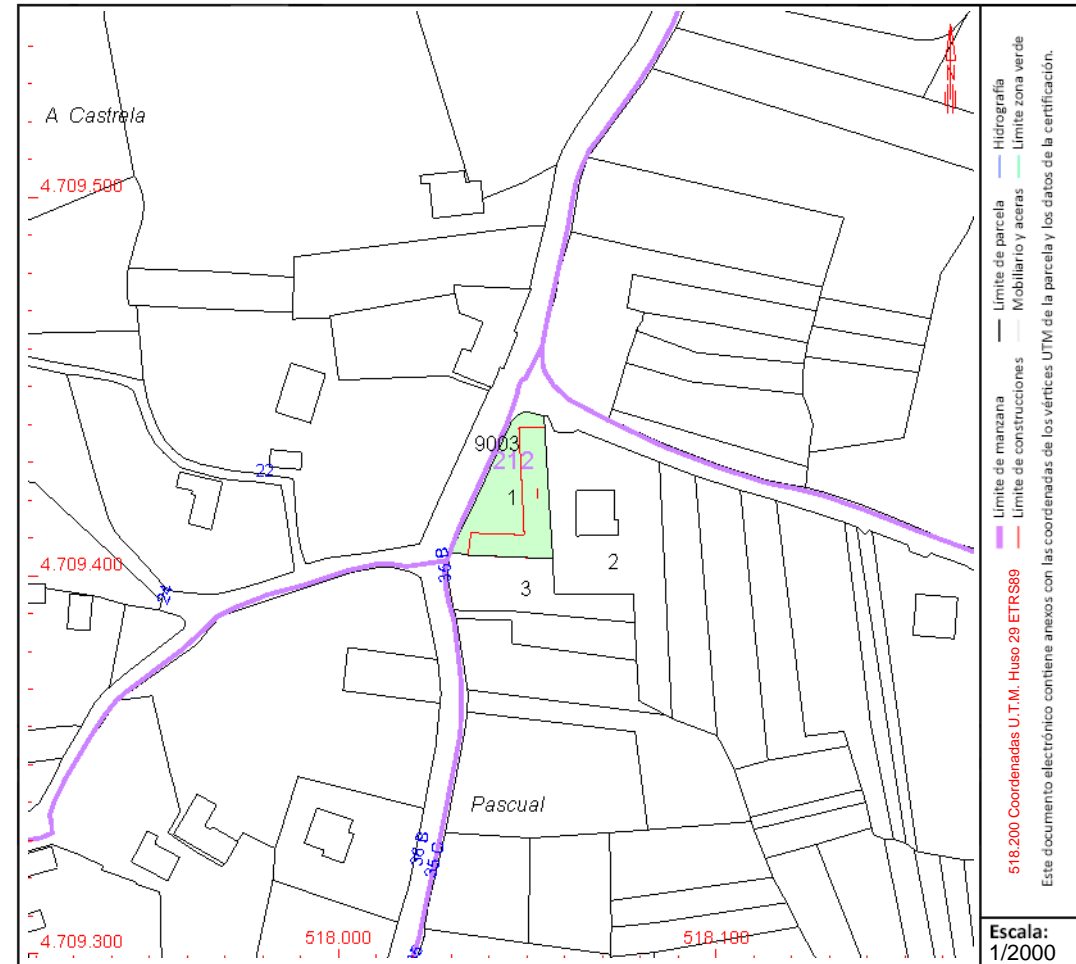 A Castrela
4.709.500
9003
212
22
1
36 B
4.709.400
2
24
3
Pascual
38 B
35 C
4.709.300
518.000
518.100
Hidrografía
Límite zona verde
Límite de parcela
Mobiliario y aceras
Límite de manzana
Límite de construcciones
518.200 Coordenadas U.T.M. Huso 29 ETRS89
Este documento electrónico contiene anexos con las coordenadas de los vértices UTM de la parcela y los datos de la certificación.
Escala:
1/2000